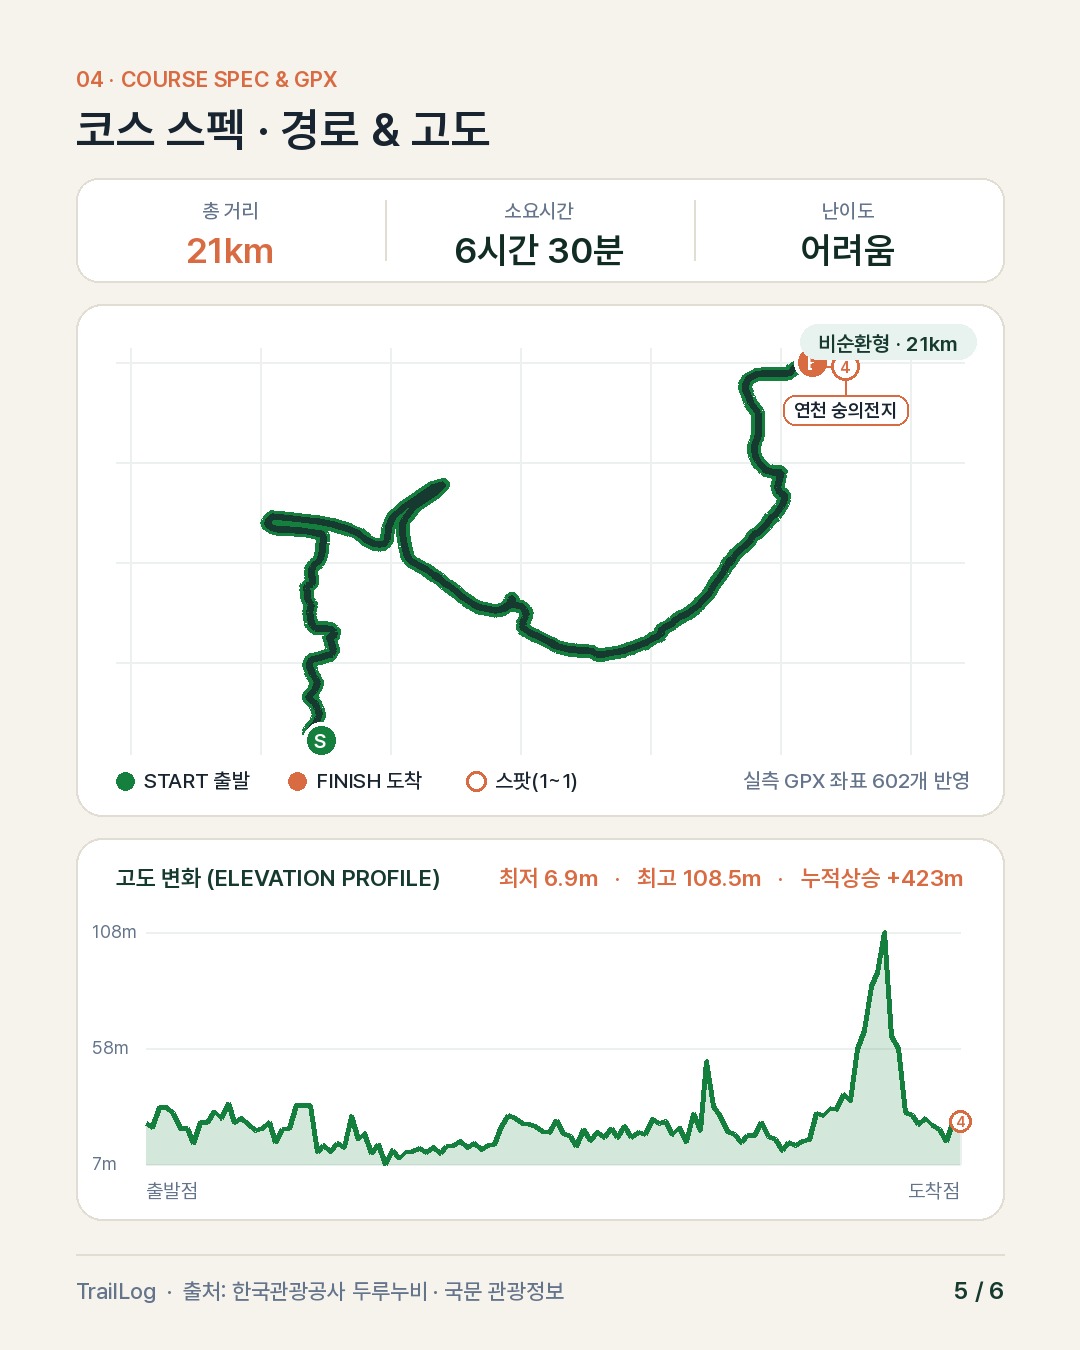 04 · COURSE SPEC & GPX
코스 스펙 · 경로 & 고도
총 거리
21km
소요시간
6시간 30분
난이도
어려움
비순환형 · 21km
4
연천 숭의전지
S
START 출발
FINISH 도착
스팟(1~1)
실측 GPX 좌표 602개 반영
고도 변화 (ELEVATION PROFILE)
최저 6.9m · 최고 108.5m · 누적상승 +423m
108m
58m
7m
4
출발점
도착점
TrailLog · 출처: 한국관광공사 두루누비 · 국문 관광정보
5 / 6